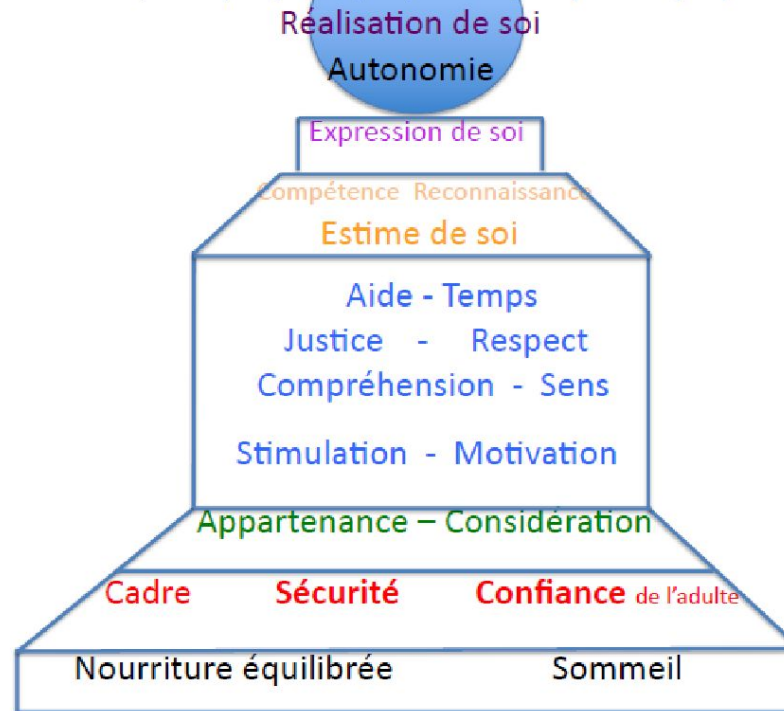 Réalisation de soi
Autonomie
Expression de soi
Compétence Reconnaissance
Estime de soi
Aide - Temps
Justice - Respect
Compréhension - Sens
Stimulation - Motivation
Appartenance – Considération
Cadre Sécurité Confiance de l'adulte
Nourriture équilibrée Sommeil